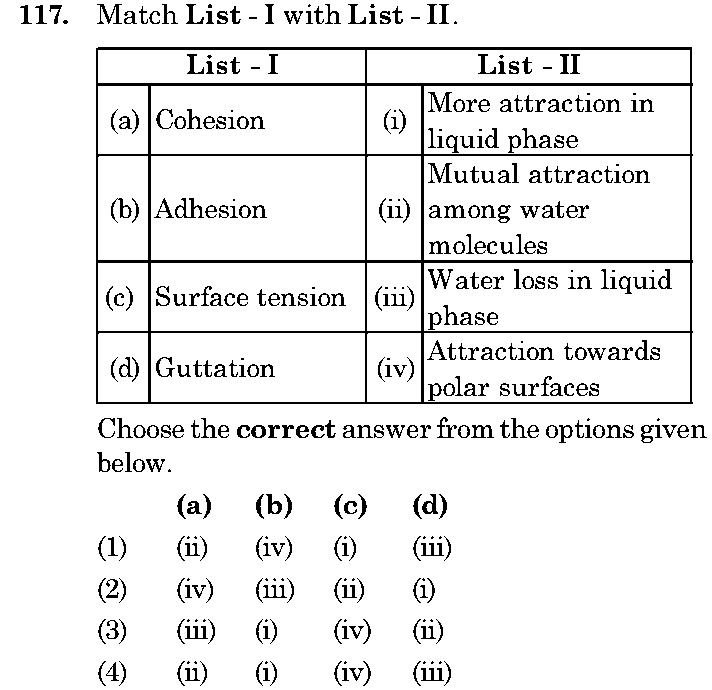 117. Match List - I with List - II.
List - I List - II
(a) Cohesion (i) More attraction in
liquid phase
(b) Adhesion (ii) Mutual attraction
among water
molecules
(c) Surface tension (iii) Water loss in liquid
phase
(d) Guttation (iv) Attraction towards
polar surfaces
Choose the correct answer from the options given
below.
(a) (b) (c) (d)
(1) (ii) (iv) (i) (iii)
(2) (iv) (iii) (ii) (i)
(3) (iii) (i) (iv) (ii)
(4) (ii) (i) (iv) (iii)